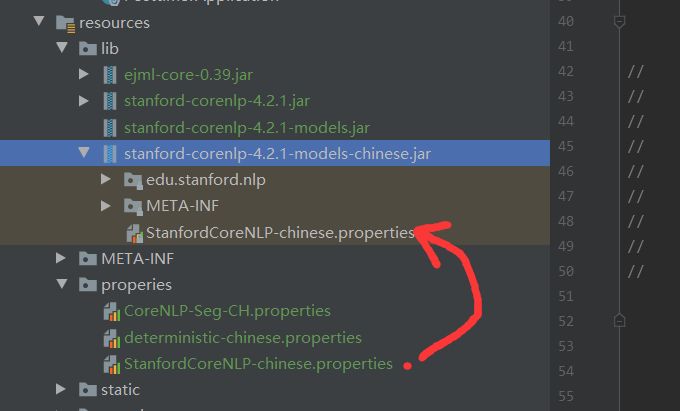 40
resources
lib
41
ejml-core-0.39.jar
42 //
stanford-corenlp-4.2.1.jar
43 //
stanford-corenlp-4.2.1-models.jar
44 //
stanford-corenlp-4.2.1-models-chinese.jar
45 //
edu.stanford.nlp
46 //
META-INF
47 //
StanfordCoreNLP-chinese.properties
48 //
META-INF
49 //
properies
50 //
CoreNLP-Seg-CH.properties
51
deterministic-chinese.properties
52
StanfordCoreNLP-chinese.properties
53
static
54
55